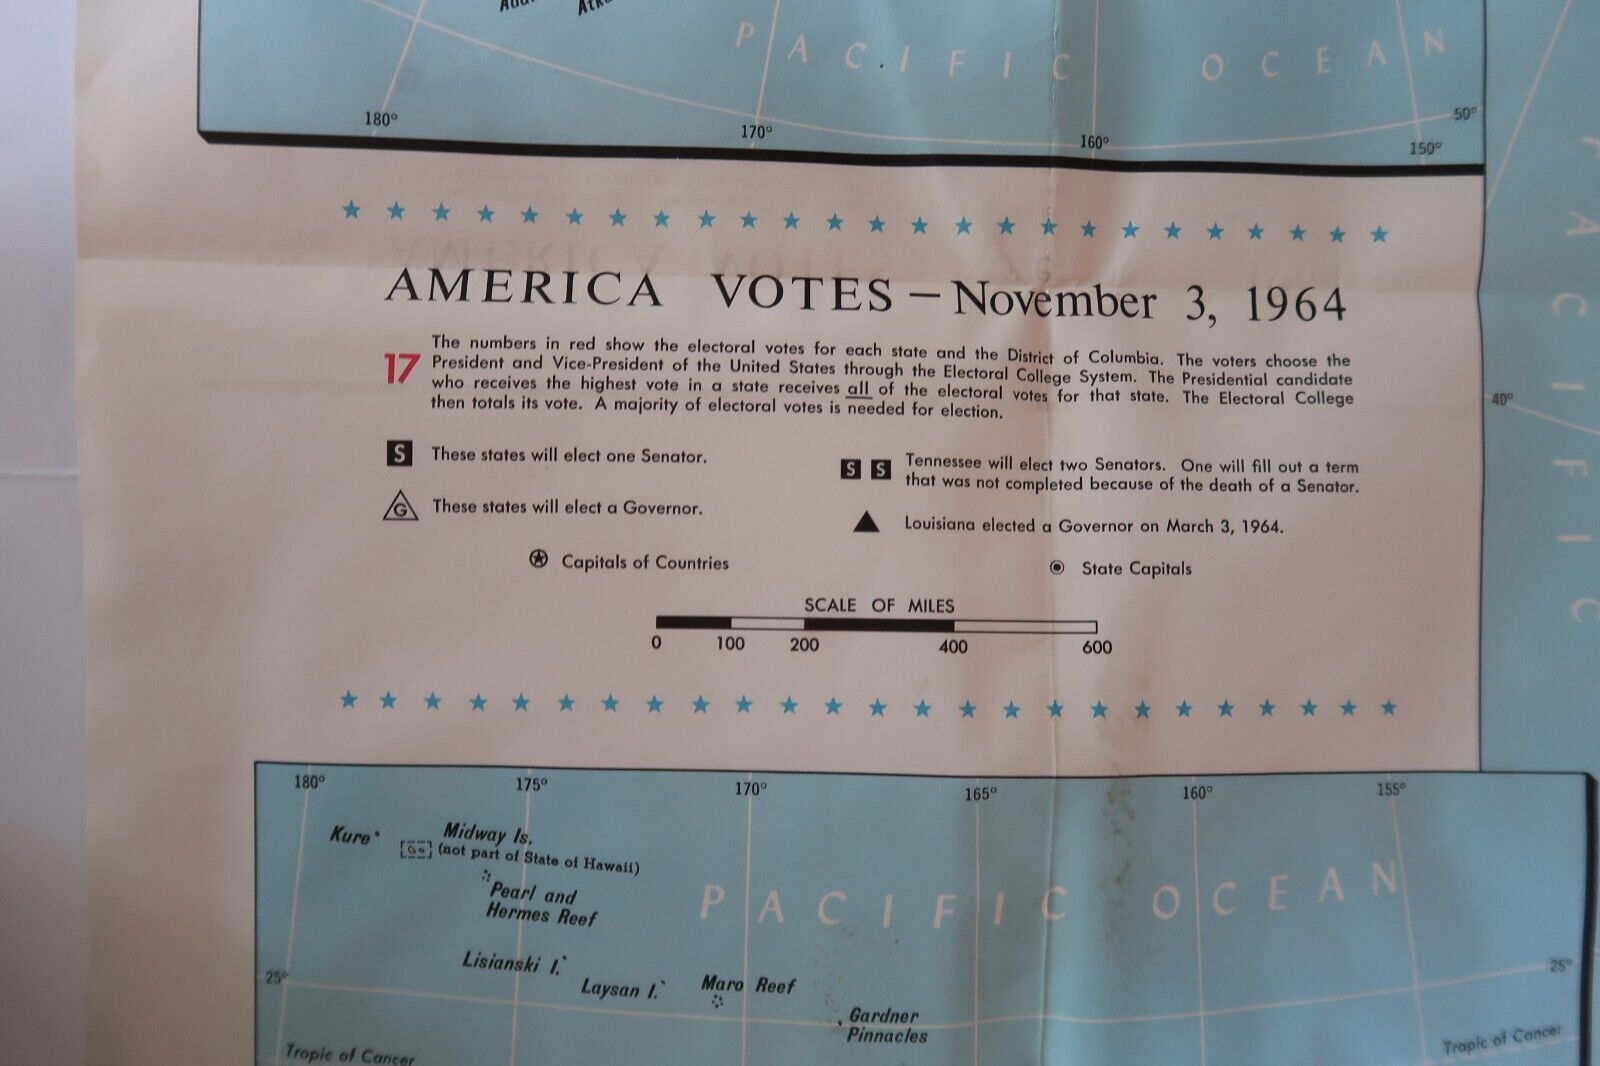 PACIFIC OCEAN
180°
170°
160°
150°
50°
AMERICA VOTES — November 3, 1964
17
The numbers in red show the electoral votes for each state and the District of Columbia. The voters choose the
President and Vice-President of the United States through the Electoral College System. The Presidential candidate
who receives the highest vote in a state receives all of the electoral votes for that state. The Electoral College
then totals its vote. A majority of electoral votes is needed for election.
S These states will elect one Senator.
G These states will elect a Governor.
S S Tennessee will elect two Senators. One will fill out a term
that was not completed because of the death of a Senator.
Louisiana elected a Governor on March 3, 1964.
Capitals of Countries
State Capitals
SCALE OF MILES
0 100 200 400 600
40°
PACIFIC
180° 175° 170° 165° 160° 155°
Kure
Midway Is.
(not part of State of Hawaii)
Pearl and
Hermes Reef
PACIFIC OCEAN
Lisianski I.
Laysan I.
Maro Reef
Gardner
Pinnacles
25°
25°
Tropic of Cancer
Tropic of Cancer